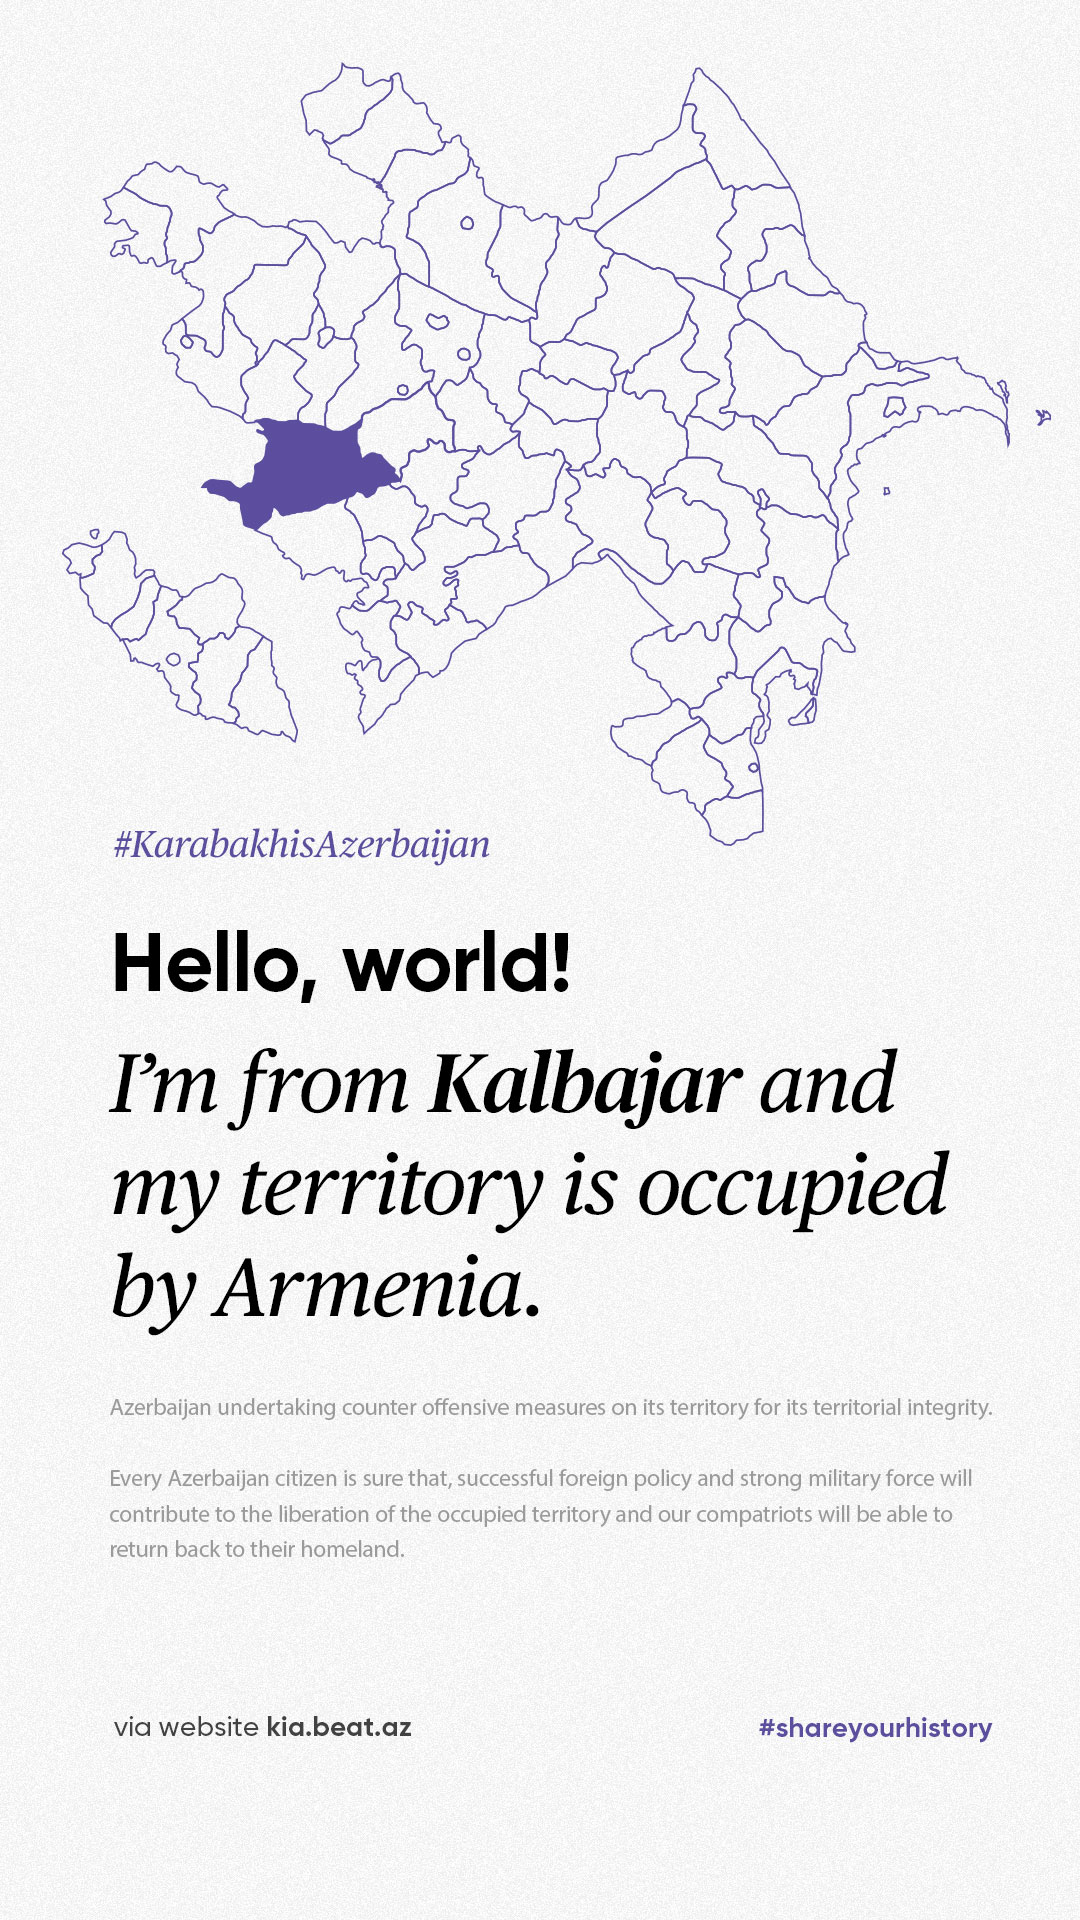 #KarabakhisAzerbaijan
Hello, world!
I’m from Kalbajar and
my territory is occupied
by Armenia.
Azerbaijan undertaking counter offensive measures on its territory for its territorial integrity.
Every Azerbaijan citizen is sure that, successful foreign policy and strong military force will
contribute to the liberation of the occupied territory and our compatriots will be able to
return back to their homeland.
via website kia.beat.az
#shareyourhistory